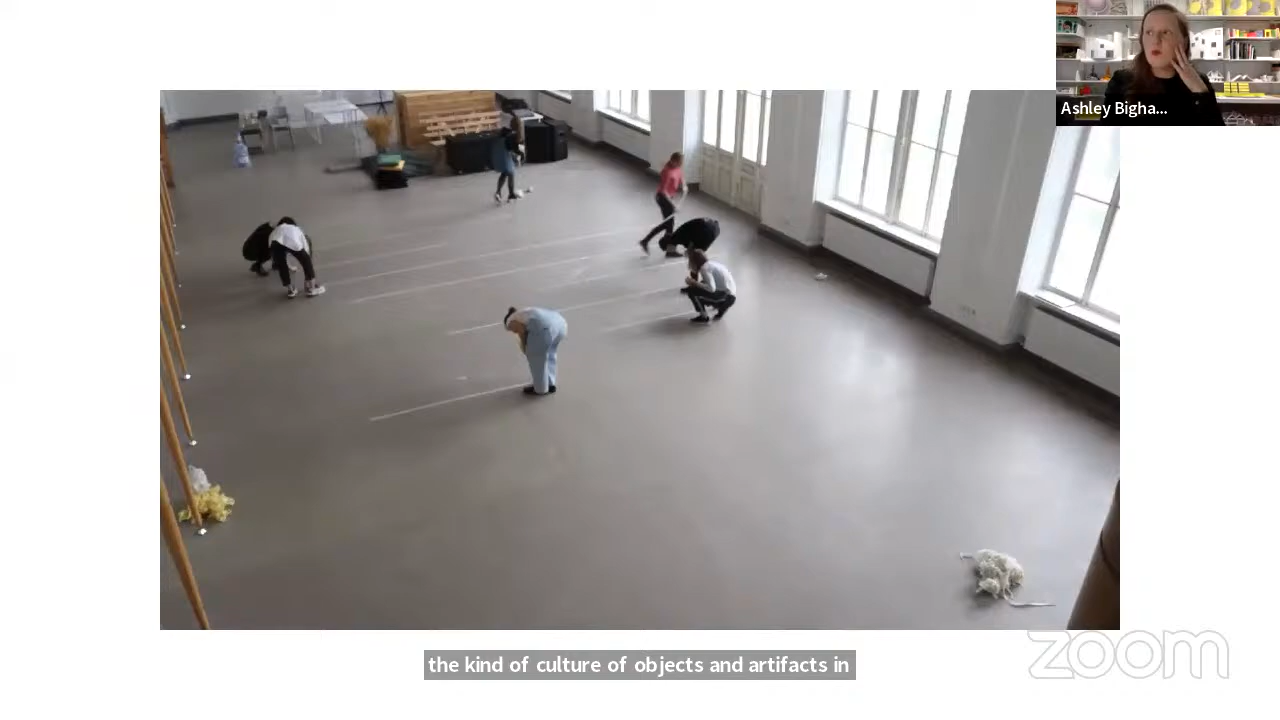 Ashley Bigha...
the kind of culture of objects and artifacts in
zoom